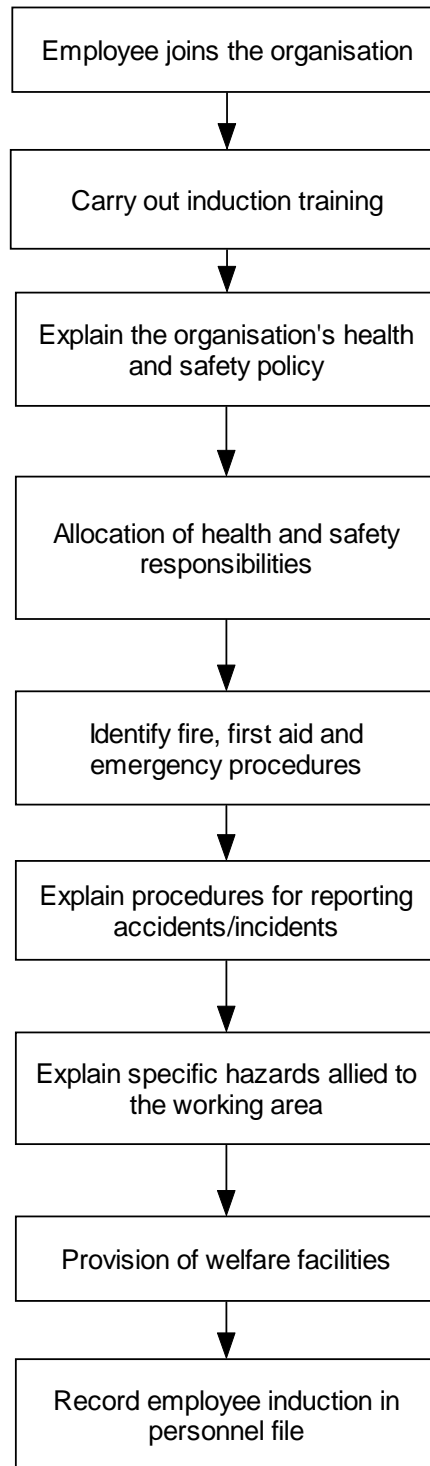 Employee joins the organisation
Carry out induction training
Explain the organisation's health
and safety policy
Allocation of health and safety
responsibilities
Identify fire, first aid and
emergency procedures
Explain procedures for reporting
accidents/incidents
Explain specific hazards allied to
the working area
Provision of welfare facilities
Record employee induction in
personnel file